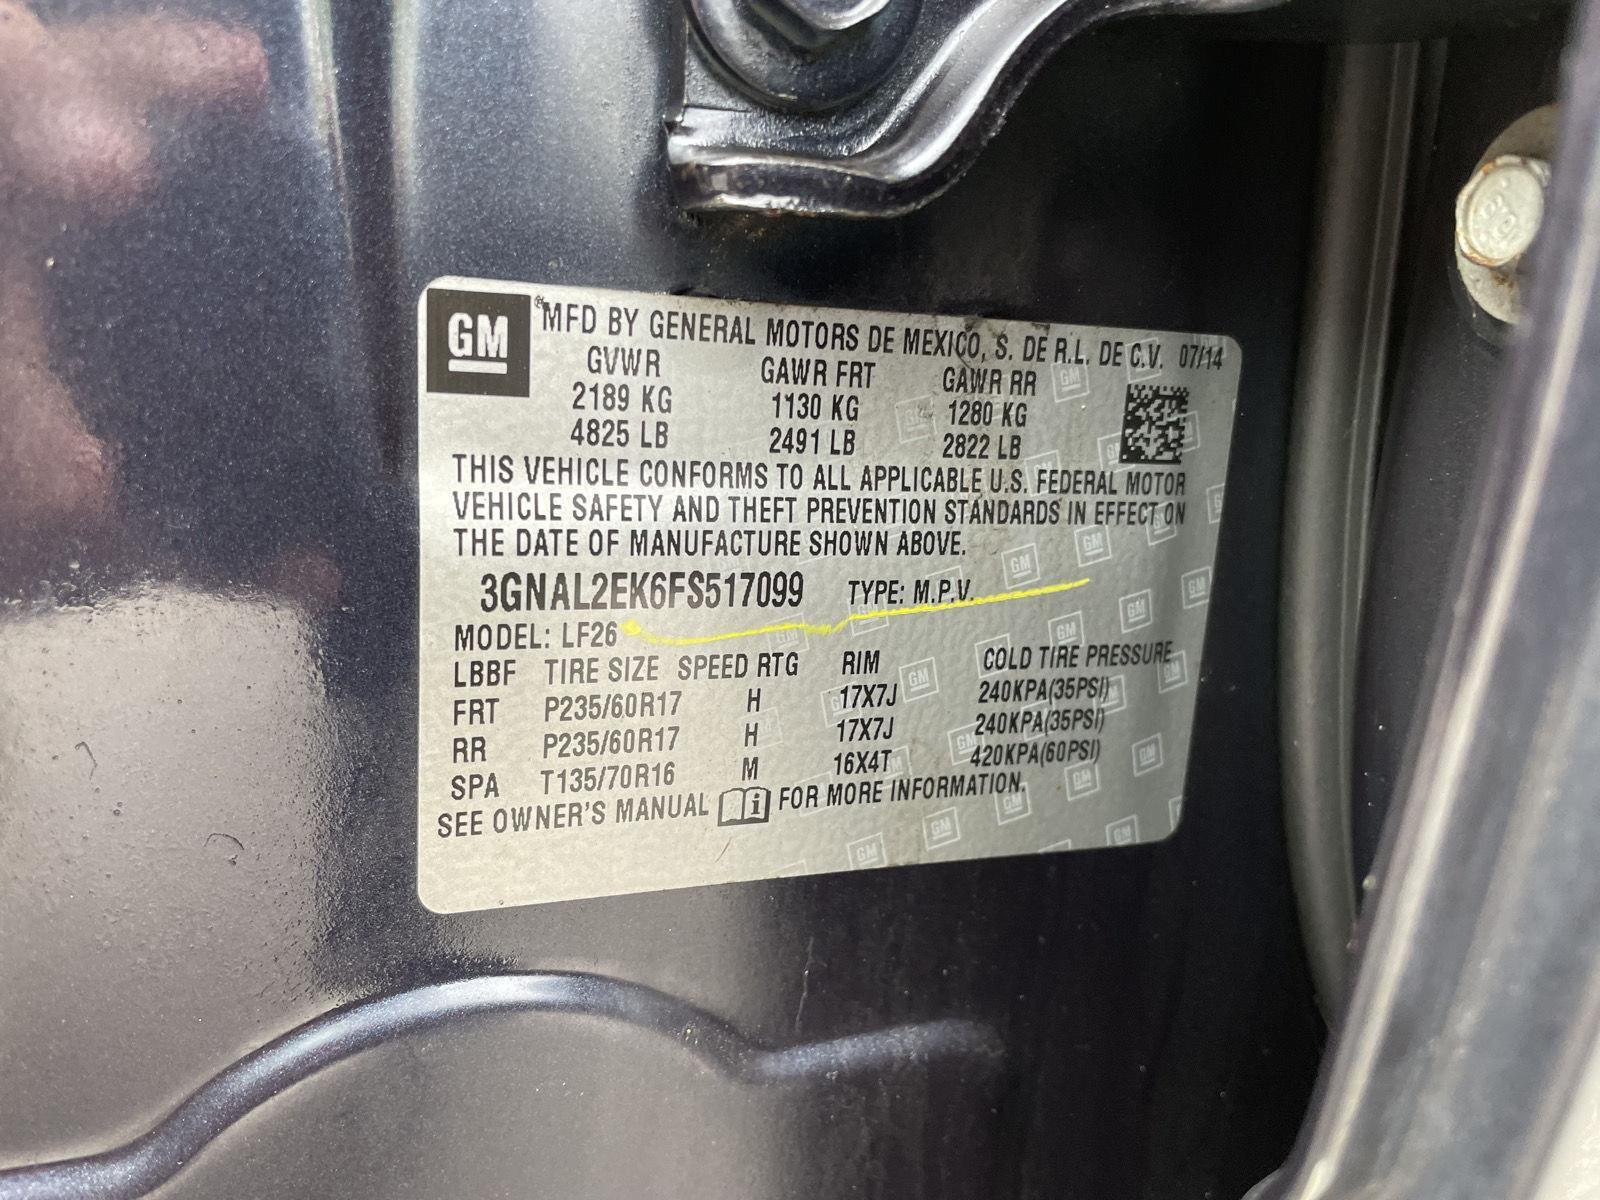 GM ® MFD BY GENERAL MOTORS DE MEXICO, S. DE R.L. DE C.V. 07/14
GVWR GAWR FRT GAWR RR
2189 KG 1130 KG 1280 KG
4825 LB 2491 LB 2822 LB
THIS VEHICLE CONFORMS TO ALL APPLICABLE U.S. FEDERAL MOTOR
VEHICLE SAFETY AND THEFT PREVENTION STANDARDS IN EFFECT ON
THE DATE OF MANUFACTURE SHOWN ABOVE.
3GNAL2EK6FS517099 TYPE: M.P.V.
MODEL: LF26
LBBF TIRE SIZE SPEED RTG RIM COLD TIRE PRESSURE
FRT P235/60R17 H 17X7J 240KPA(35PSI)
RR P235/60R17 H 17X7J 240KPA(35PSI)
SPA T135/70R16 M 16X4T 420KPA(60PSI)
SEE OWNER'S MANUAL i FOR MORE INFORMATION.